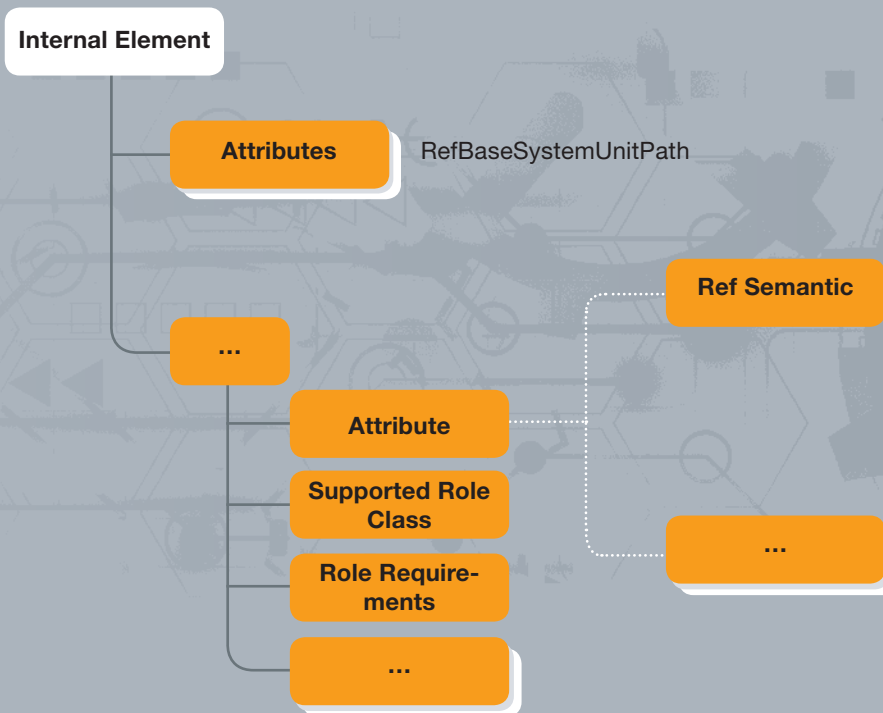 Internal Element
Attributes
RefBaseSystemUnitPath
Ref Semantic
...
Attribute
Supported Role
Class
...
Role Require-
ments
...